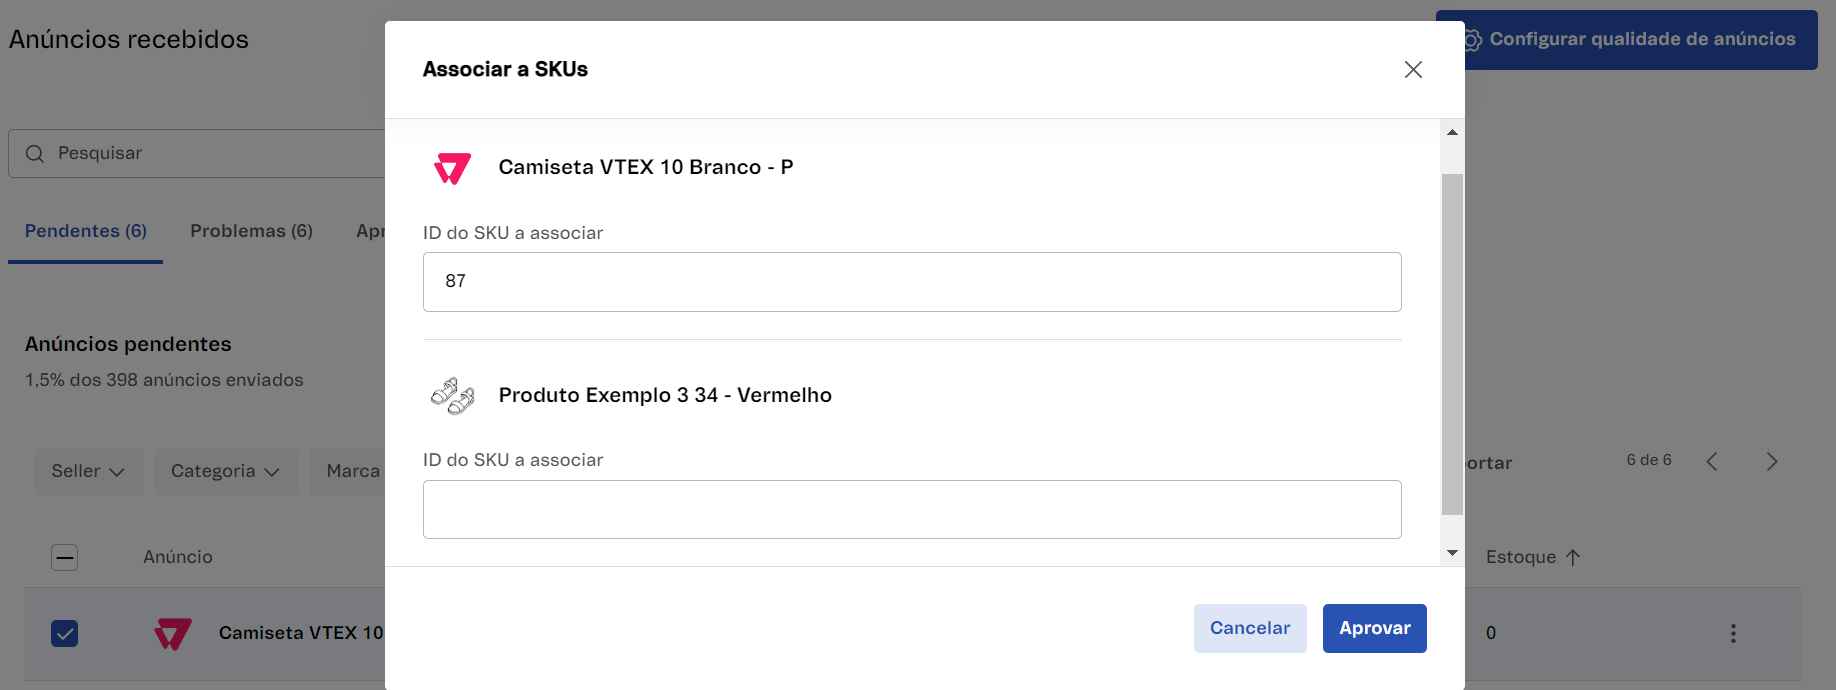 Anúncios recebidos
Configurar qualidade de anúncios
Associar a SKUs
Pesquisar
Camiseta VTEX 10 Branco - P
Pendentes (6)
Problemas (6)
Apr
ID do SKU a associar
87
Anúncios pendentes
1,5% dos 398 anúncios enviados
Produto Exemplo 3 34 - Vermelho
ID do SKU a associar
Seller
Categoria
Marca
ortar
6 de 6
Anúncio
Estoque
Camiseta VTEX 10
0
Cancelar
Aprovar